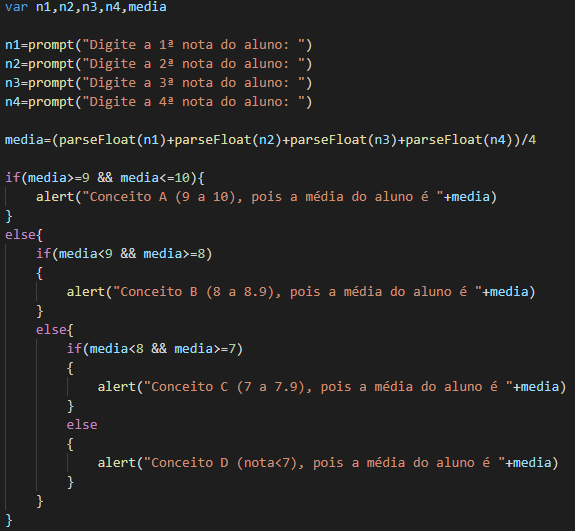 var n1,n2,n3,n4,media

n1=prompt("Digite a 1ª nota do aluno: ")
n2=prompt("Digite a 2ª nota do aluno: ")
n3=prompt("Digite a 3ª nota do aluno: ")
n4=prompt("Digite a 4ª nota do aluno: ")

media=(parseFloat(n1)+parseFloat(n2)+parseFloat(n3)+parseFloat(n4))/4

if(media>=9 && media<=10){
    alert("Conceito A (9 a 10), pois a média do aluno é "+media)
}
else{
    if(media<9 && media>=8)
    {
        alert("Conceito B (8 a 8.9), pois a média do aluno é "+media)
    }
    else{
        if(media<8 && media>=7)
        {
            alert("Conceito C (7 a 7.9), pois a média do aluno é "+media)
        }
        else
        {
            alert("Conceito D (nota<7), pois a média do aluno é "+media)
        }
    }
}